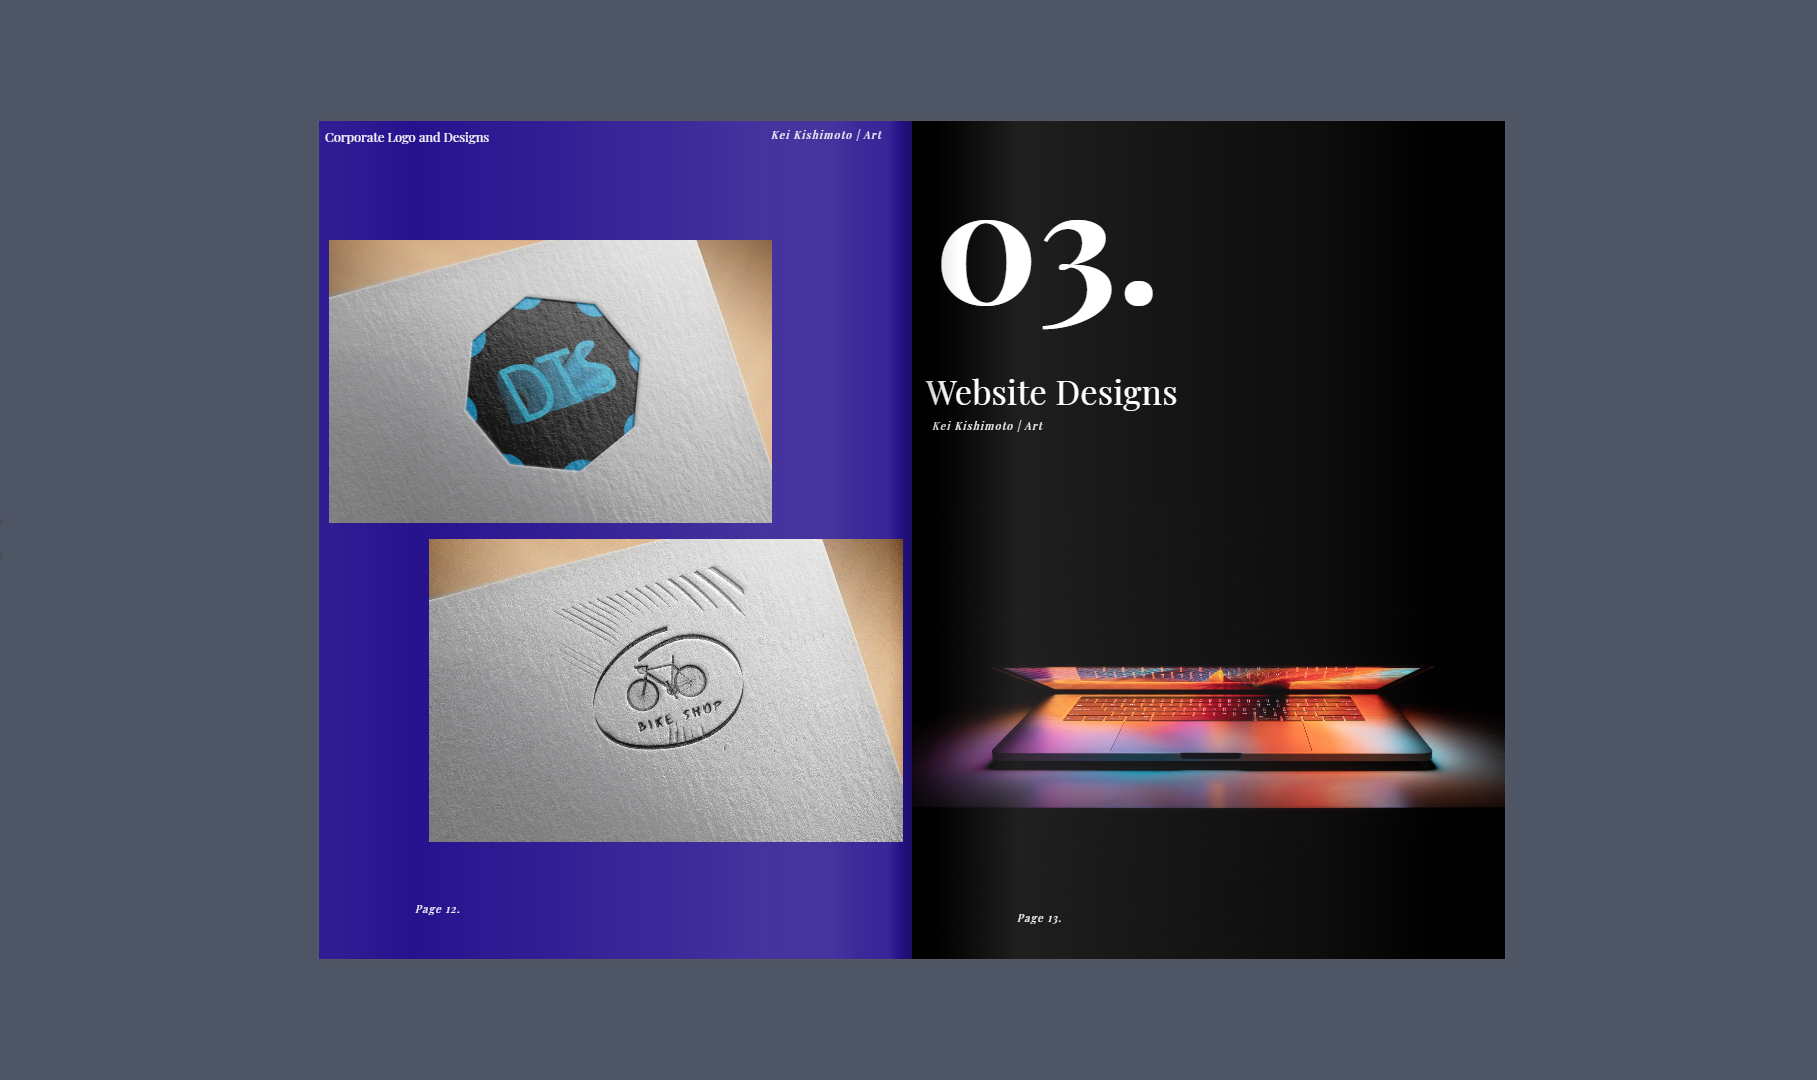 Corporate Logo and Designs
Kei Kishimoto | Art
DTS
BIKE SHOP
Page 12.
03.
Website Designs
Kei Kishimoto | Art
Page 13.